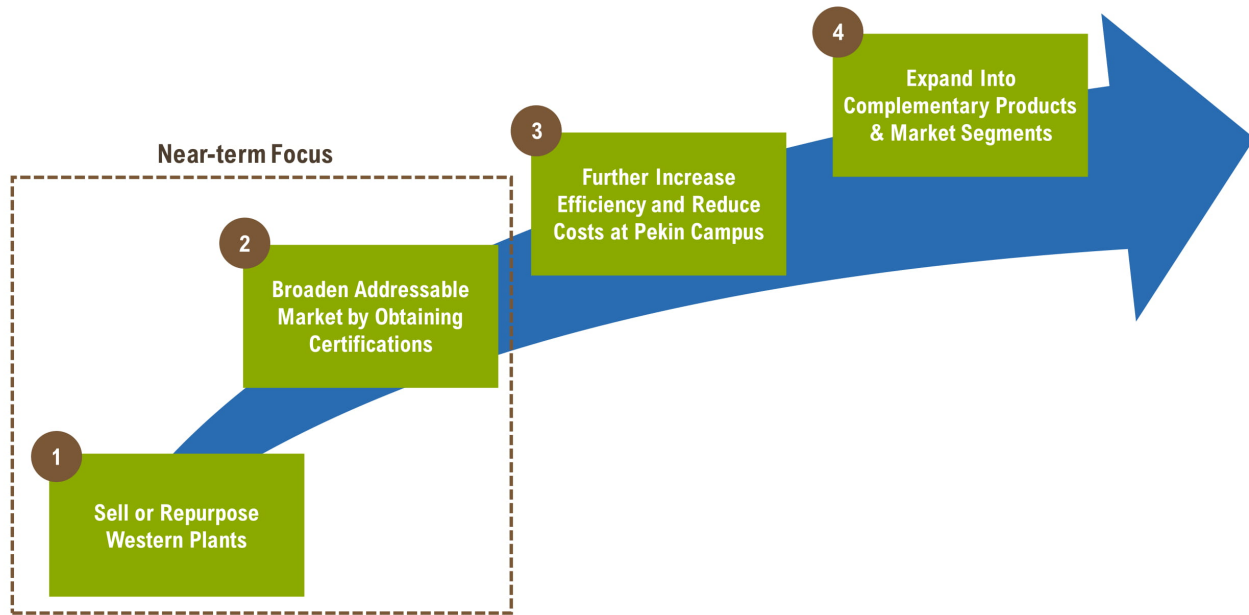 Near-term Focus
1
Sell or Repurpose
Western Plants
2
Broaden Addressable
Market by Obtaining
Certifications
3
Further Increase
Efficiency and Reduce
Costs at Pekin Campus
4
Expand Into
Complementary Products
& Market Segments